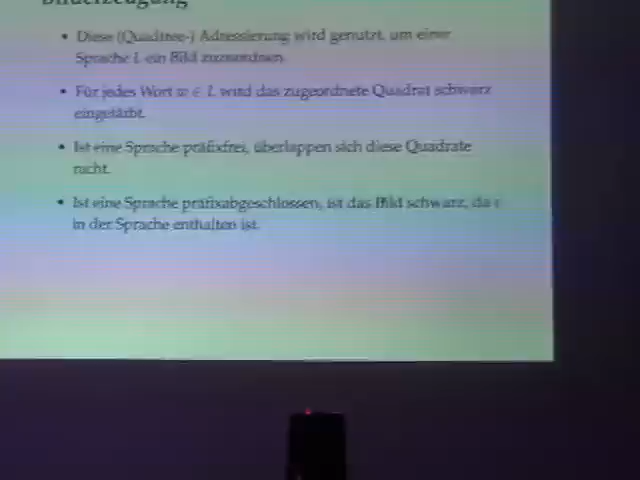 Bilderzeugung
• Diese (Quadtree-) Adressierung wird genutzt, um einer
Sprache L ein Bild zuzuordnen.
• Für jedes Wort w ∈ L wird das zugeordnete Quadrat schwarz
eingefärbt.
• Ist eine Sprache präfixfrei, überlappen sich diese Quadrate
nicht.
• Ist eine Sprache präfixabgeschlossen, ist das Bild schwarz, da ε
in der Sprache enthalten ist.